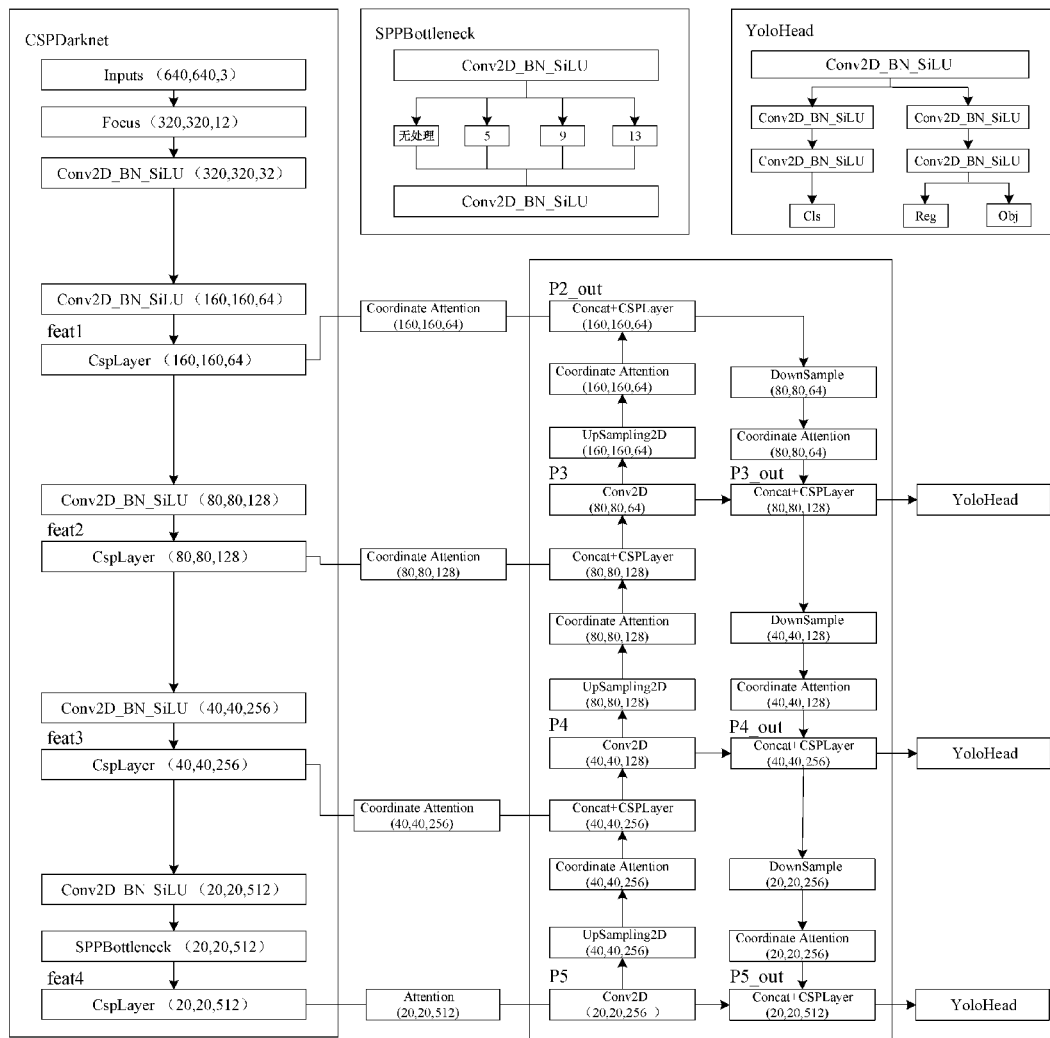 CSPDarknet
Inputs (640,640,3)
Focus (320,320,12)
Conv2D_BN_SiLU (320,320,32)
Conv2D_BN_SiLU (160,160,64)
feat1
CspLayer (160,160,64)
Conv2D_BN_SiLU (80,80,128)
feat2
CspLayer (80,80,128)
Conv2D_BN_SiLU (40,40,256)
feat3
CspLayer (40,40,256)
Conv2D_BN_SiLU (20,20,512)
SPPBottleneck (20,20,512)
feat4
CspLayer (20,20,512)
SPPBottleneck
Conv2D_BN_SiLU
无处理
5
9
13
Conv2D_BN_SiLU
YoloHead
Conv2D_BN_SiLU
Conv2D_BN_SiLU
Conv2D_BN_SiLU
Conv2D_BN_SiLU
Conv2D_BN_SiLU
Cls
Reg
Obj
Coordinate Attention
(160,160,64)
Coordinate Attention
(80,80,128)
Coordinate Attention
(40,40,256)
Attention
(20,20,512)
P2_out
Concat+CSPLayer
(160,160,64)
Coordinate Attention
(160,160,64)
UpSampling2D
(160,160,64)
P3
Conv2D
(80,80,64)
Concat+CSPLayer
(80,80,128)
Coordinate Attention
(80,80,128)
UpSampling2D
(80,80,128)
P4
Conv2D
(40,40,128)
Concat+CSPLayer
(40,40,256)
Coordinate Attention
(40,40,256)
UpSampling2D
(40,40,256)
P5
Conv2D
(20,20,256 )
DownSample
(80,80,64)
Coordinate Attention
(80,80,64)
P3_out
Concat+CSPLayer
(80,80,128)
DownSample
(40,40,128)
Coordinate Attention
(40,40,128)
P4_out
Concat+CSPLayer
(40,40,256)
DownSample
(20,20,256)
Coordinate Attention
(20,20,256)
P5_out
Concat+CSPLayer
(20,20,512)
YoloHead
YoloHead
YoloHead